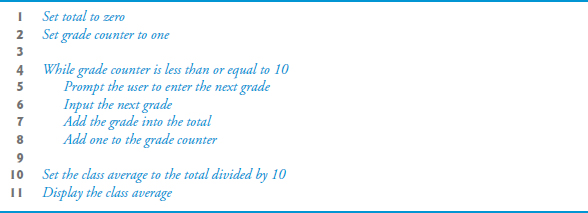 1 Set total to zero
2 Set grade counter to one
3
4 While grade counter is less than or equal to 10
5 Prompt the user to enter the next grade
6 Input the next grade
7 Add the grade into the total
8 Add one to the grade counter
9
10 Set the class average to the total divided by 10
11 Display the class average